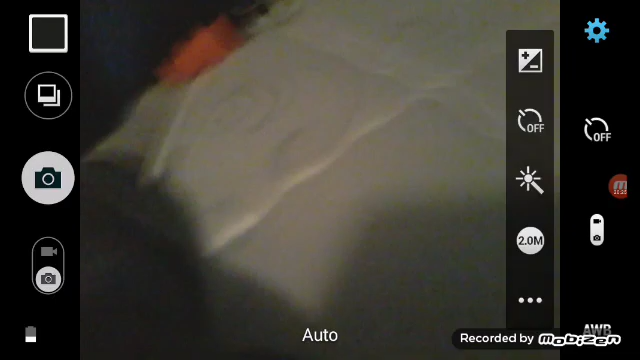 OFF
OFF
2.0M
Auto
AWB
Recorded by MOBIZEN